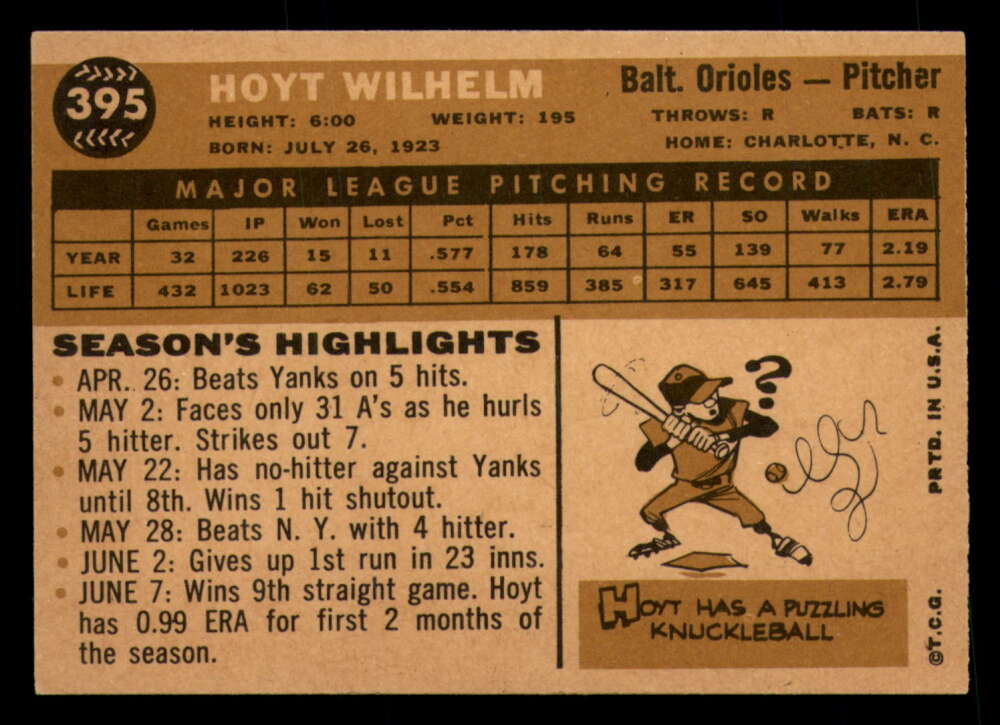 395
HOYT WILHELM
Balt. Orioles — Pitcher
HEIGHT: 6:00 WEIGHT: 195 THROWS: R BATS: R
BORN: JULY 26, 1923 HOME: CHARLOTTE, N. C.
MAJOR LEAGUE PITCHING RECORD
Games IP Won Lost Pct Hits Runs ER SO Walks ERA
YEAR 32 226 15 11 .577 178 64 55 139 77 2.19
LIFE 432 1023 62 50 .554 859 385 317 645 413 2.79
SEASON'S HIGHLIGHTS
• APR. 26: Beats Yanks on 5 hits.
• MAY 2: Faces only 31 A's as he hurls
5 hitter. Strikes out 7.
• MAY 22: Has no-hitter against Yanks
until 8th. Wins 1 hit shutout.
• MAY 28: Beats N. Y. with 4 hitter.
• JUNE 2: Gives up 1st run in 23 inns.
• JUNE 7: Wins 9th straight game. Hoyt
has 0.99 ERA for first 2 months of
the season.
?
HOYT HAS A PUZZLING
KNUCKLEBALL
©T.C.G. PRTD. IN U.S.A.